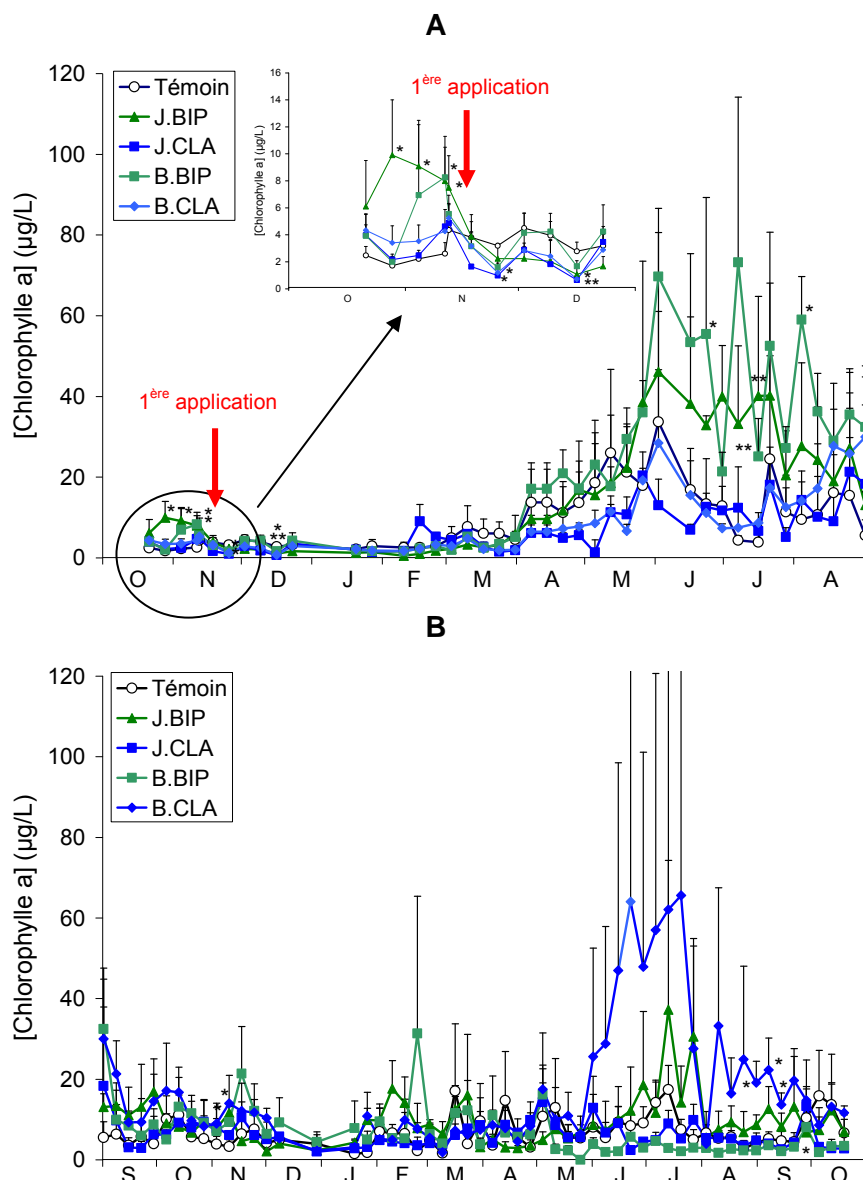 A
120
100
80
60
40
20
0
[Chlorophylle a] (µg/L)
Témoin
J.BIP
J.CLA
B.BIP
B.CLA
16
14
12
10
8
6
4
2
0
[Chlorophylle a] (µg/L)
1ère application
* * * *
* * * **
O N D
1ère application
* * * * *
* **
* ** ** *
O N D J F M A M J J A
B
120
100
80
60
40
20
0
[Chlorophylle a] (µg/L)
Témoin
J.BIP
J.CLA
B.BIP
B.CLA
* * * * * *
S O N D J F M A M J J A S O